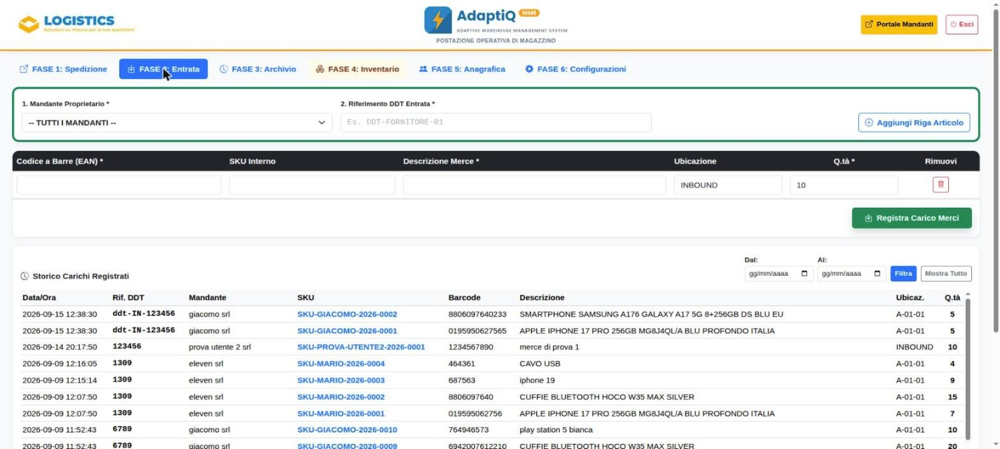 LOGISTICS
Soluzioni su misura per le tue spedizioni
AdaptiQ WMS
ADAPTIVE WAREHOUSE MANAGEMENT SYSTEM
POSTAZIONE OPERATIVA DI MAGAZZINO
Portale Mandanti
Esci
FASE 1: Spedizione FASE 2: Entrata FASE 3: Archivio FASE 4: Inventario FASE 5: Anagrafica FASE 6: Configurazioni
1. Mandante Proprietario * 2. Riferimento DDT Entrata *
-- TUTTI I MANDANTI -- Es. DDT-FORNITORE-01 Aggiungi Riga Articolo
Codice a Barre (EAN) * SKU Interno Descrizione Merce * Ubicazione Q.tà * Rimuovi
INBOUND 10
Registra Carico Merci
Dal: Al:
Storico Carichi Registrati gg/mm/aaaa gg/mm/aaaa Filtra Mostra Tutto
Data/Ora Rif. DDT Mandante SKU Barcode Descrizione Ubicaz. Q.tà
2026-09-15 12:38:30 ddt-IN-123456 giacomo srl SKU-GIACOMO-2026-0002 8806097640233 SMARTPHONE SAMSUNG A176 GALAXY A17 5G 8+256GB DS BLU EU A-01-01 5
2026-09-15 12:38:30 ddt-IN-123456 giacomo srl SKU-GIACOMO-2026-0001 0195950627565 APPLE IPHONE 17 PRO 256GB MG8J4QL/A BLU PROFONDO ITALIA A-01-01 5
2026-09-14 20:17:50 123456 prova utente 2 srl SKU-PROVA-UTENTE2-2026-0001 1234567890 merce di prova 1 INBOUND 10
2026-09-09 12:16:05 1309 eleven srl SKU-MARIO-2026-0004 464361 CAVO USB A-01-01 4
2026-09-09 12:15:14 1309 eleven srl SKU-MARIO-2026-0003 687563 iphone 19 A-01-01 9
2026-09-09 12:07:50 1309 eleven srl SKU-MARIO-2026-0002 8806097640 CUFFIE BLUETOOTH HOCO W35 MAX SILVER A-01-01 15
2026-09-09 12:07:50 1309 eleven srl SKU-MARIO-2026-0001 019595062756 APPLE IPHONE 17 PRO 256GB MG8J4QL/A BLU PROFONDO ITALIA A-01-01 7
2026-09-09 11:52:43 6789 giacomo srl SKU-GIACOMO-2026-0010 764946573 play station 5 bianca A-01-01 10
2026-09-09 11:52:43 6789 giacomo srl SKU-GIACOMO-2026-0009 6942007612210 CUFFIE BLUETOOTH HOCO W35 MAX SILVER A-01-01 20